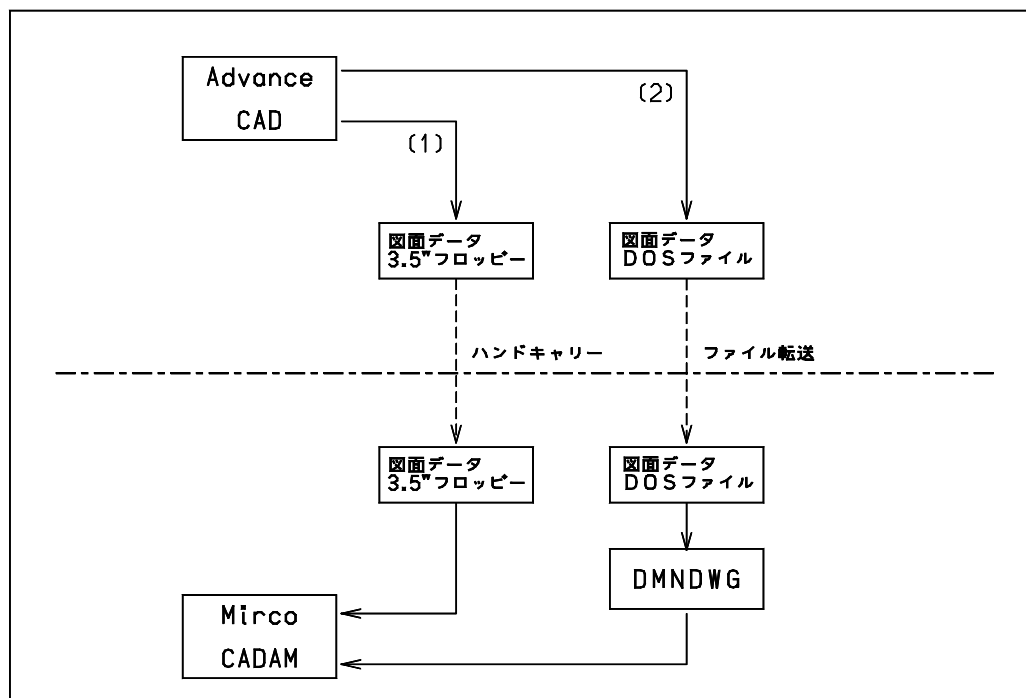 Advance
CAD
(1)
(2)
図面データ
3.5"フロッピー
図面データ
DOSファイル
ハンドキャリー
ファイル転送
図面データ
3.5"フロッピー
図面データ
DOSファイル
DMNDWG
Mirco
CADAM